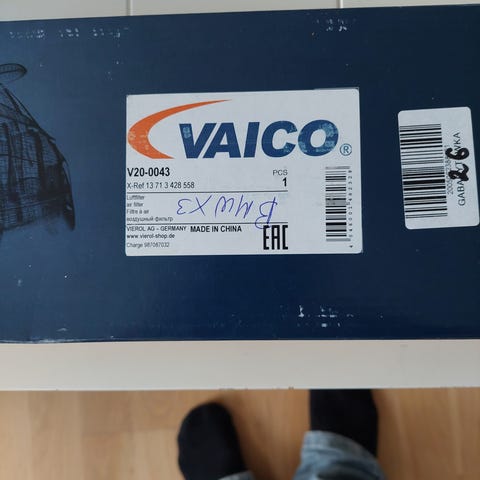 VAICO®
V20-0043
PCS
X-Ref 13 71 3 428 558
1
Luftfilter
air filter
Filtre à air
воздушный фильтр
BMW X3
VIEROL AG – GERMANY MADE IN CHINA
www.vierol-shop.de
EAC
Charge 987087032
26